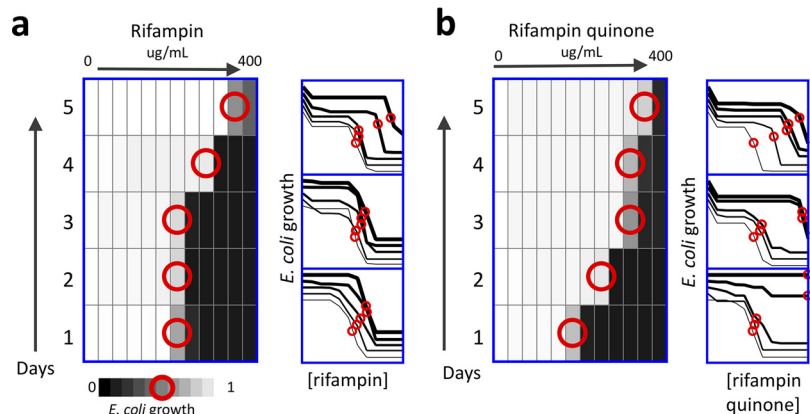 a
Rifampin
ug/mL
0 400
5
4
3
2
1
Days
E. coli growth
[rifampin]
0 1
E. coli growth
b
Rifampin quinone
ug/mL
0 400
5
4
3
2
1
Days
E. coli growth
[rifampin
quinone]